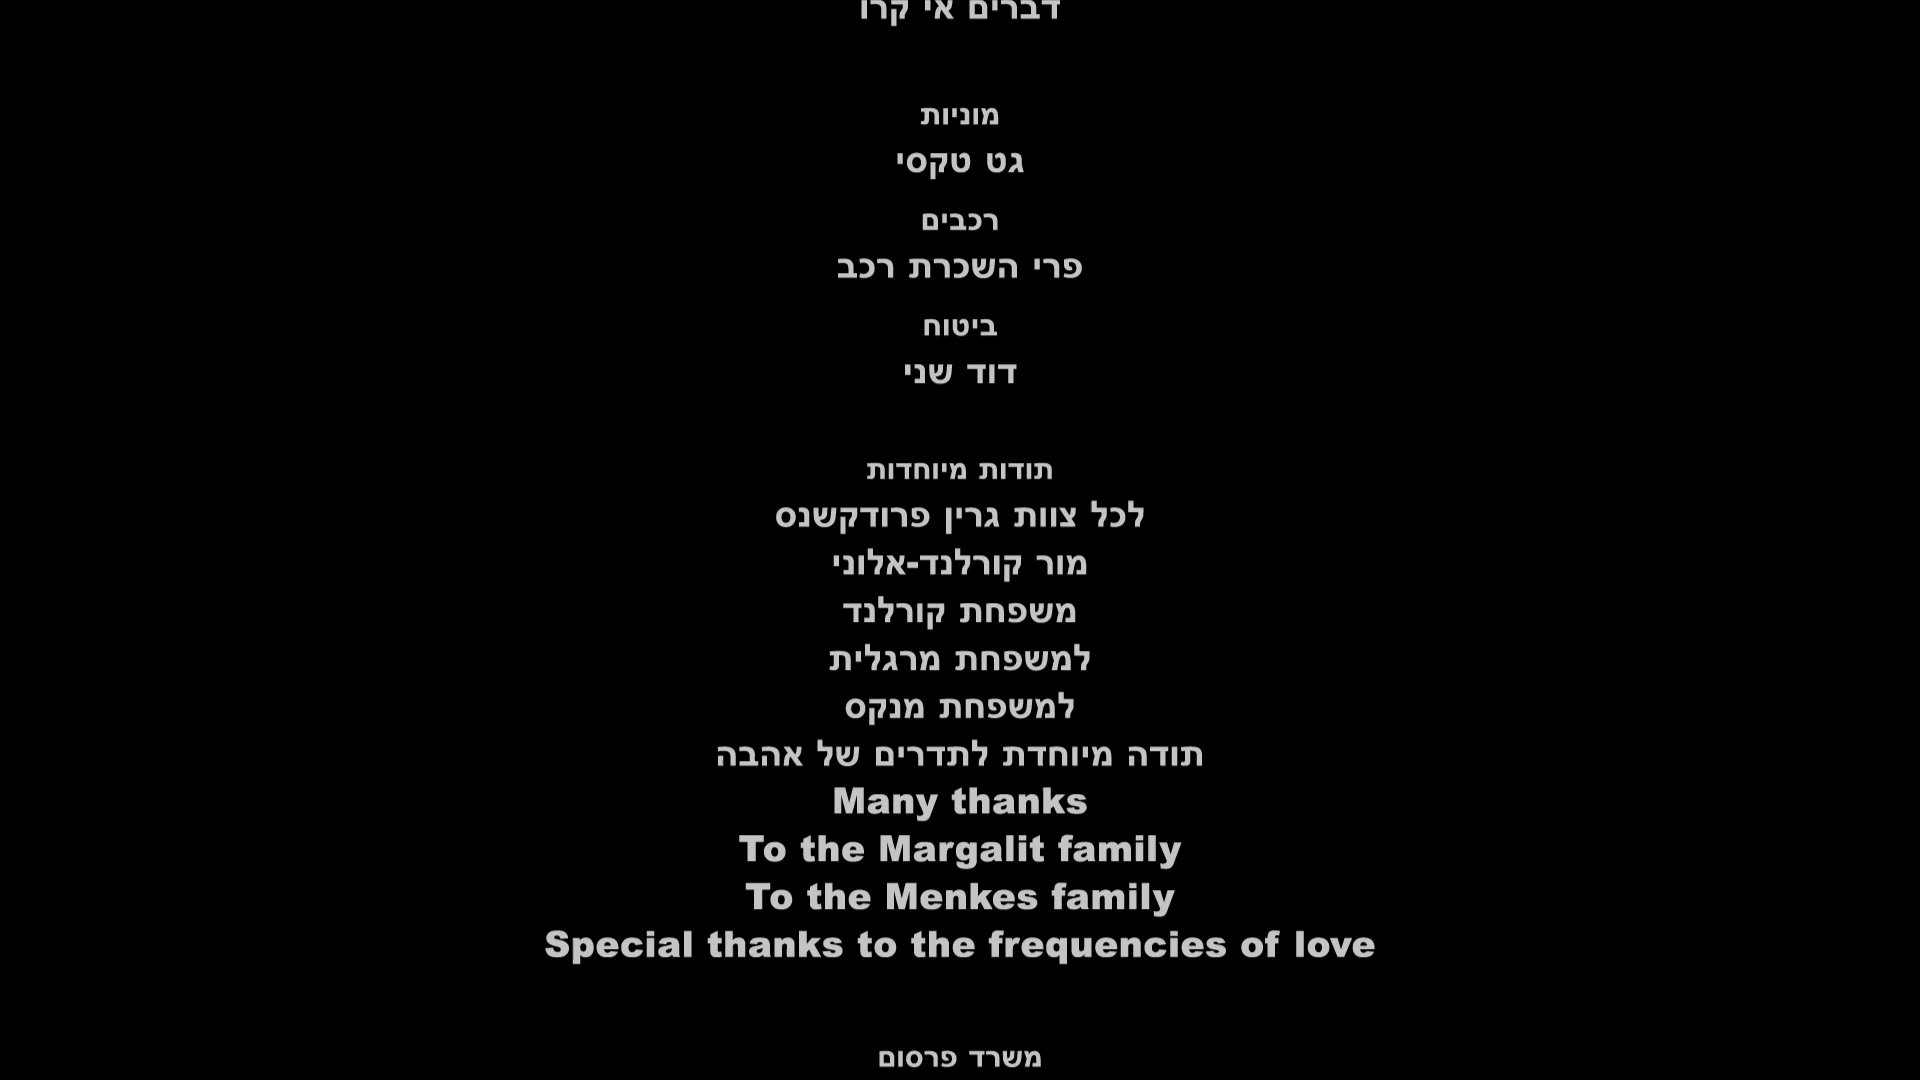 דברים אי קרו
מוניות
גט טקסי
רכבים
פרי השכרת רכב
ביטוח
דוד שני
תודות מיוחדות
לכל צוות גרין פרודקשנס
מור קורלנד-אלוני
משפחת קורלנד
למשפחת מרגלית
למשפחת מנקס
תודה מיוחדת לתדרים של אהבה
Many thanks
To the Margalit family
To the Menkes family
Special thanks to the frequencies of love
משרד פרסום